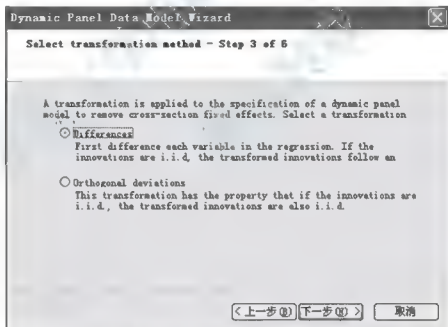 Dynamic Panel Data Model Wizard
Select transformation method - Step 3 of 6
A transformation is applied to the specification of a dynamic panel
model to remove cross-section fixed effects. Select a transformation
Differences
First difference each variable in the regression. If the
innovations are i.i.d, the transformed innovations follow an
Orthogonal deviations
This transformation has the property that if the innovations are
i.i.d., the transformed innovations are also i.i.d.
<上一步(B) 下一步(N)> 取消